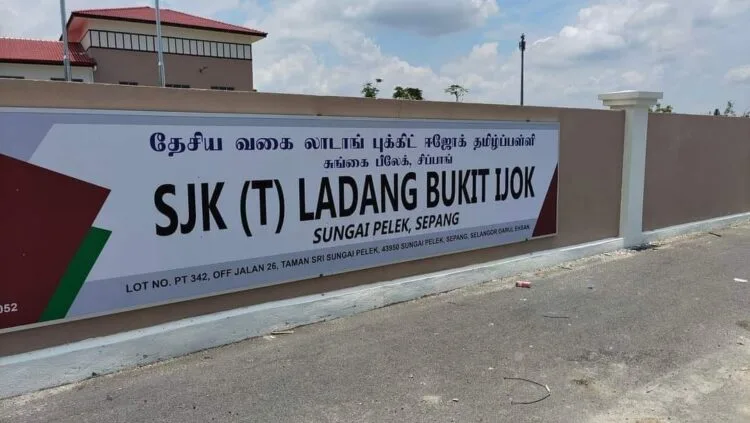 தேசிய வகை லாடாங் புக்கிட் ஈஜோக் தமிழ்ப்பள்ளி
சுங்கை பீலேக், சிப்பாங்
SJK (T) LADANG BUKIT IJOK
SUNGAI PELEK, SEPANG
LOT NO. PT 342, OFF JALAN 26, TAMAN SRI SUNGAI PELEK, 43950 SUNGAI PELEK, SEPANG, SELANGOR DARUL EHSAN
052